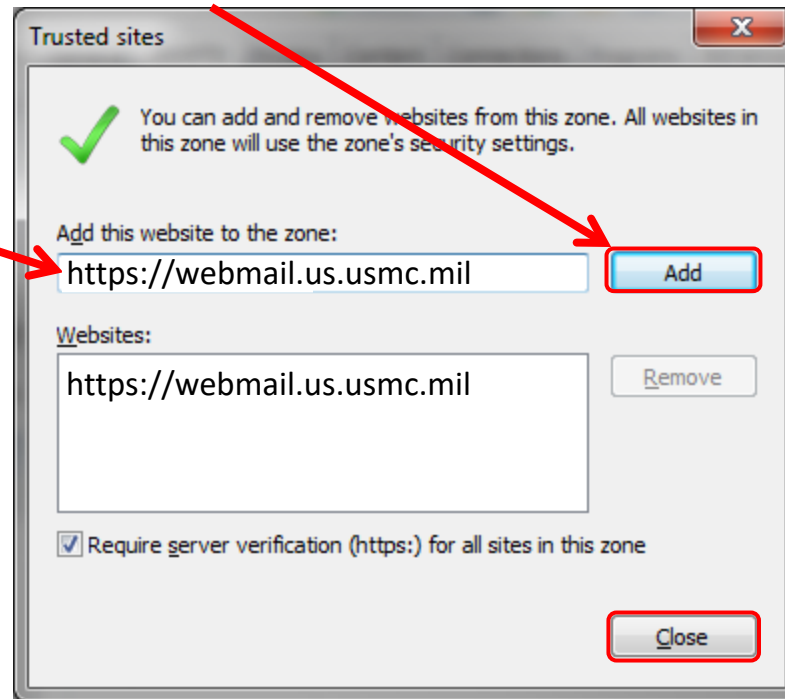 Trusted sites
You can add and remove websites from this zone. All websites in
this zone will use the zone's security settings.
Add this website to the zone:
https://webmail.us.usmc.mil
Add
Websites:
https://webmail.us.usmc.mil
Remove
Require server verification (https:) for all sites in this zone
Close